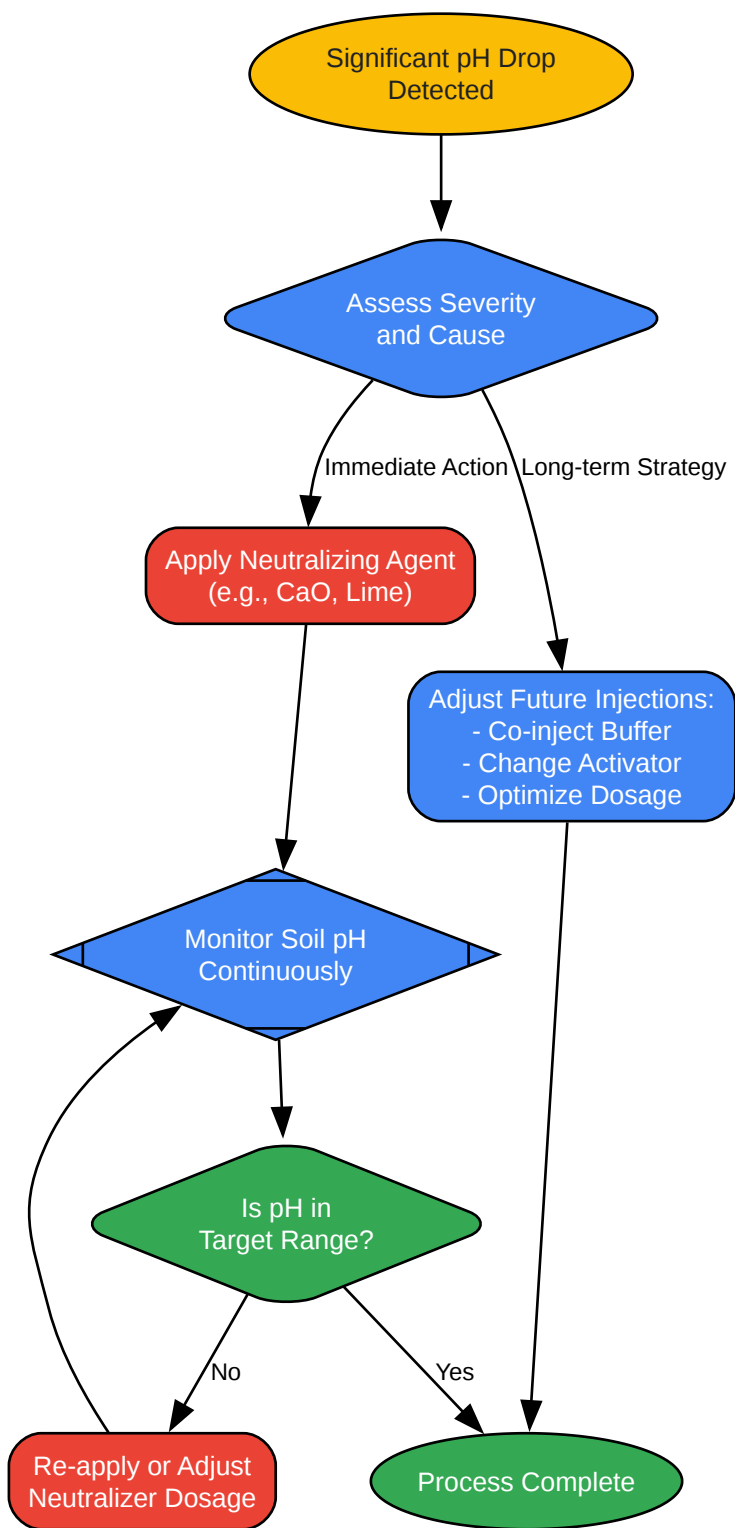 Significant pH Drop
Detected
Assess Severity
and Cause
Immediate Action
Long-term Strategy
Apply Neutralizing Agent
(e.g., CaO, Lime)
Adjust Future Injections:
- Co-inject Buffer
- Change Activator
- Optimize Dosage
Monitor Soil pH
Continuously
Is pH in
Target Range?
No
Yes
Re-apply or Adjust
Neutralizer Dosage
Process Complete